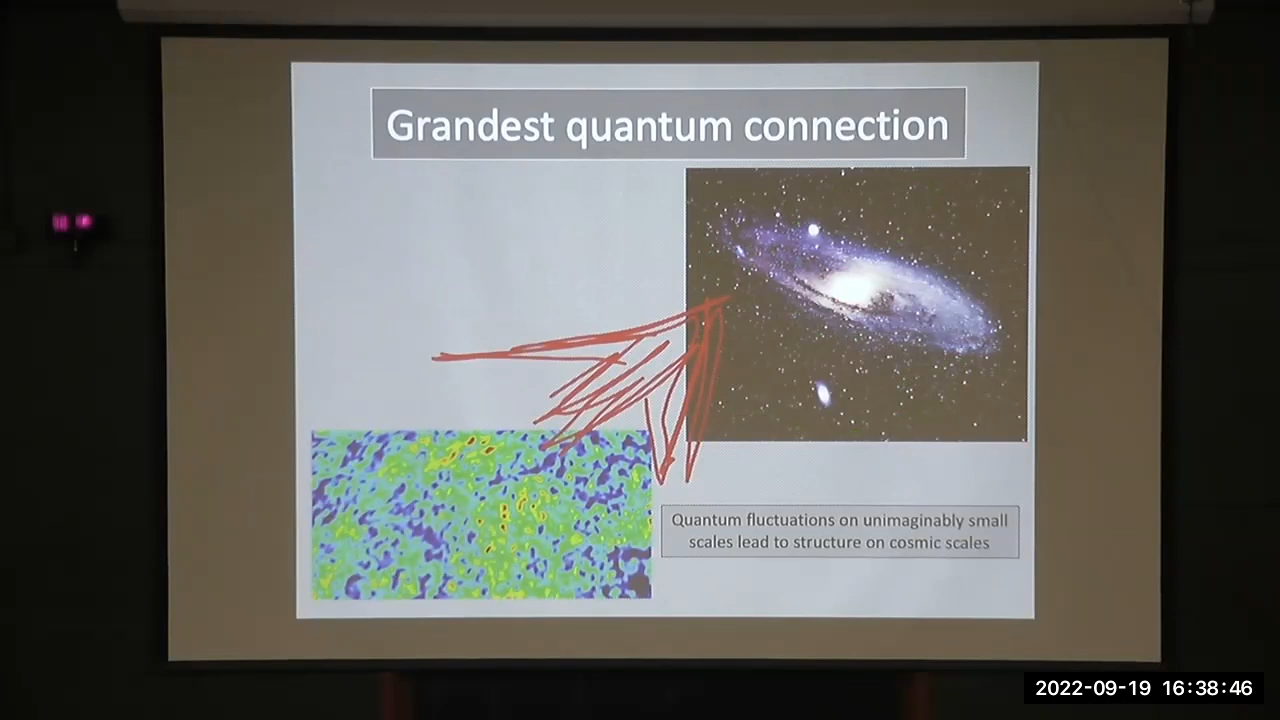 Grandest quantum connection
Quantum fluctuations on unimaginably small
scales lead to structure on cosmic scales
2022-09-19 16:38:46